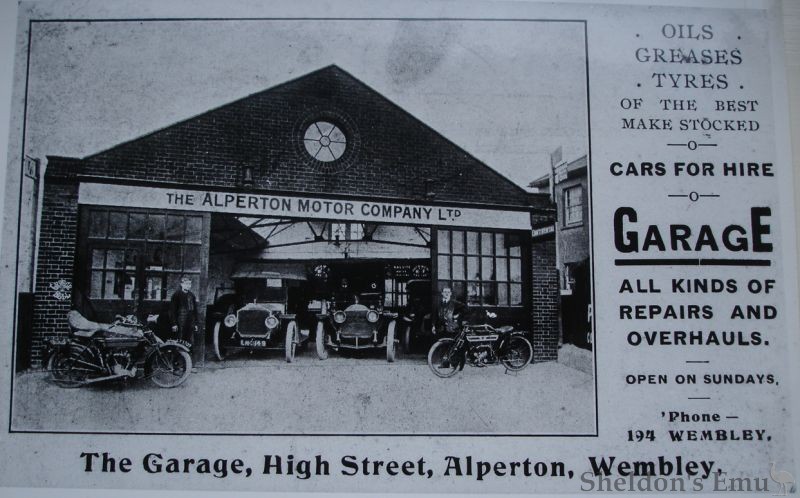 THE ALPERTON MOTOR COMPANY LTD
CONTINENTAL
. OILS .
GREASES
. TYRES .
OF THE BEST
MAKE STOCKED
—o—
CARS FOR HIRE
—o—
GARAGE
ALL KINDS OF
REPAIRS AND
OVERHAULS.
OPEN ON SUNDAYS.
'Phone —
194 WEMBLEY.
The Garage, High Street, Alperton, Wembley.
Sheldon's Emu